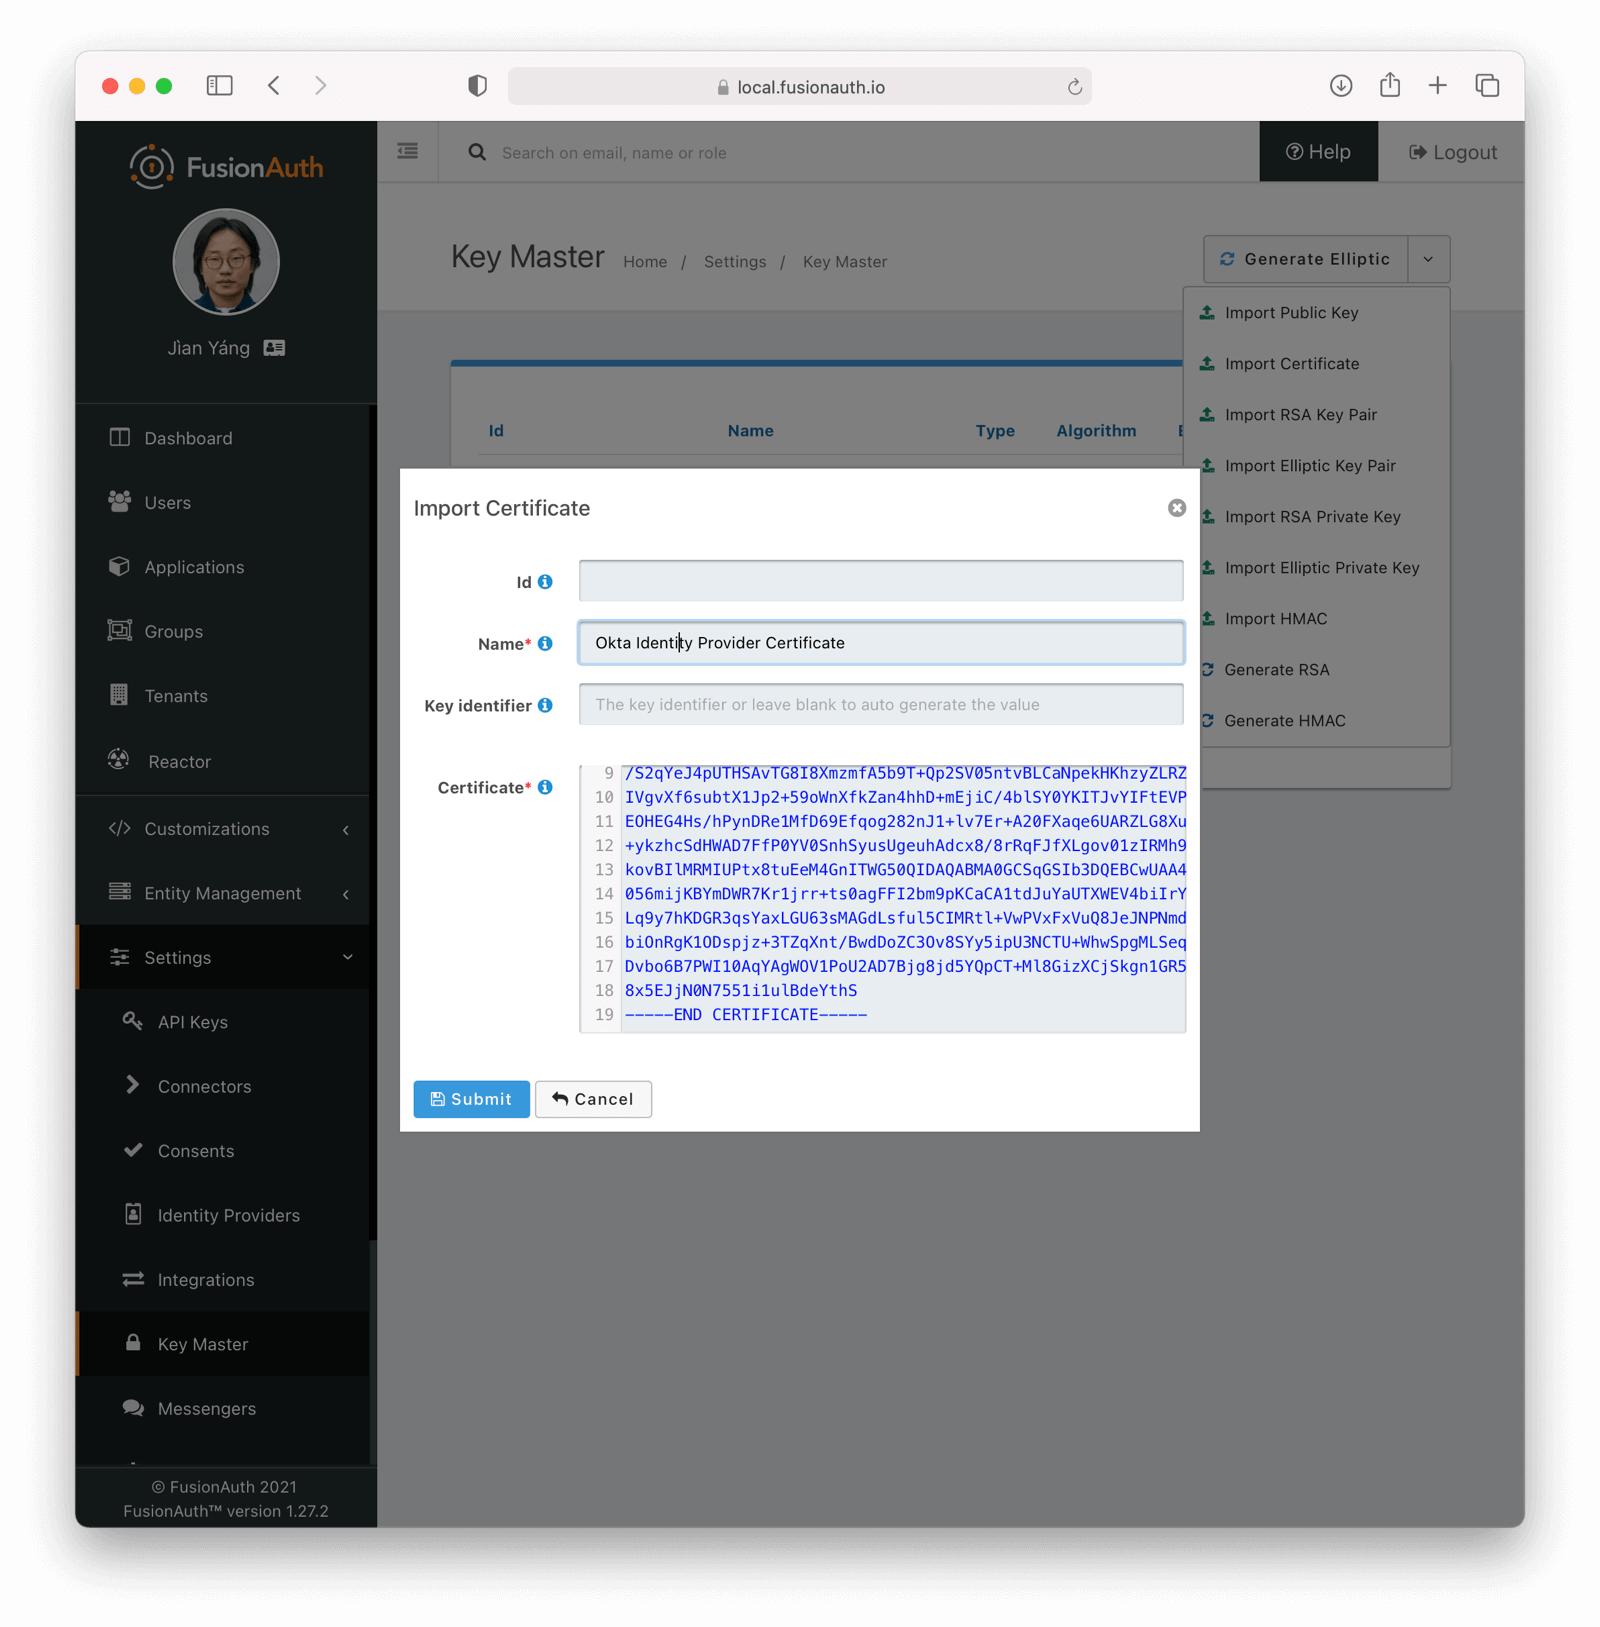 local.fusionauth.io
FusionAuth
Search on email, name or role
Help
Logout
Jìan Yáng
Key Master
Home / Settings / Key Master
Generate Elliptic
Import Public Key
Import Certificate
Import RSA Key Pair
Import Elliptic Key Pair
Import RSA Private Key
Import Elliptic Private Key
Import HMAC
Generate RSA
Generate HMAC
Id Name Type Algorithm
Dashboard
Users
Applications
Groups
Tenants
Reactor
Customizations
Entity Management
Settings
API Keys
Connectors
Consents
Identity Providers
Integrations
Key Master
Messengers
© FusionAuth 2021
FusionAuth™ version 1.27.2
Import Certificate
Id
Name* Okta Identity Provider Certificate
Key identifier The key identifier or leave blank to auto generate the value
Certificate*
9 /S2qYeJ4pUTHSAvTG8I8XmzmfA5b9T+Qp2SV05ntvBLCaNpekHKhzyZLRZ
10 IVgvXf6subtX1Jp2+59oWnXfkZan4hhD+mEjiC/4blSY0YKITJvYIFtEVP
11 EOHEG4Hs/hPynDRe1MfD69Efqog282nJ1+lv7Er+A20FXaqe6UARZLG8Xu
12 +ykzhcSdHWAD7FfP0YV0SnhSyusUgeuhAdcx8/8rRqFJfXLgov01zIRMh9
13 kovBIlMRMIUPtx8tuEeM4GnITWG50QIDAQABMA0GCSqGSIb3DQEBCwUAA4
14 056mijKBYmDWR7Kr1jrr+ts0agFFI2bm9pKCaCA1tdJuYaUTXWEV4biIrY
15 Lq9y7hKDGR3qsYaxLGU63sMAGdLsful5CIMRtl+VwPVxFxVuQ8JeJNPNmd
16 biOnRgK1ODspjz+3TZqXnt/BwdDoZC3Ov8SYy5ipU3NCTU+WhwSpgMLSeq
17 Dvbo6B7PWI10AqYAgWOV1PoU2AD7Bjg8jd5YQpCT+Ml8GizXCjSkgn1GR5
18 8x5EJjN0N7551i1ulBdeYthS
19 -----END CERTIFICATE-----
Submit
Cancel